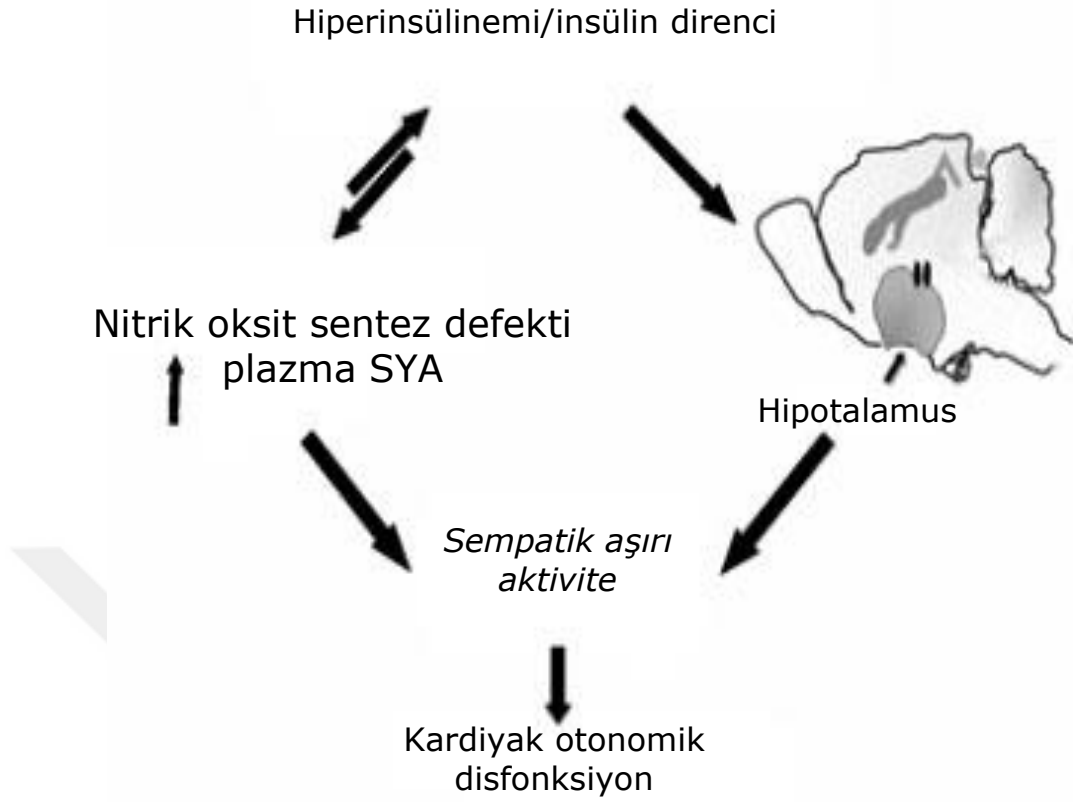 Hiperinsülinemi/insülin direnci
Nitrik oksit sentez defekti
plazma SYA
Hipotalamus
Sempatik aşırı
aktivite
Kardiyak otonomik
disfonksiyon